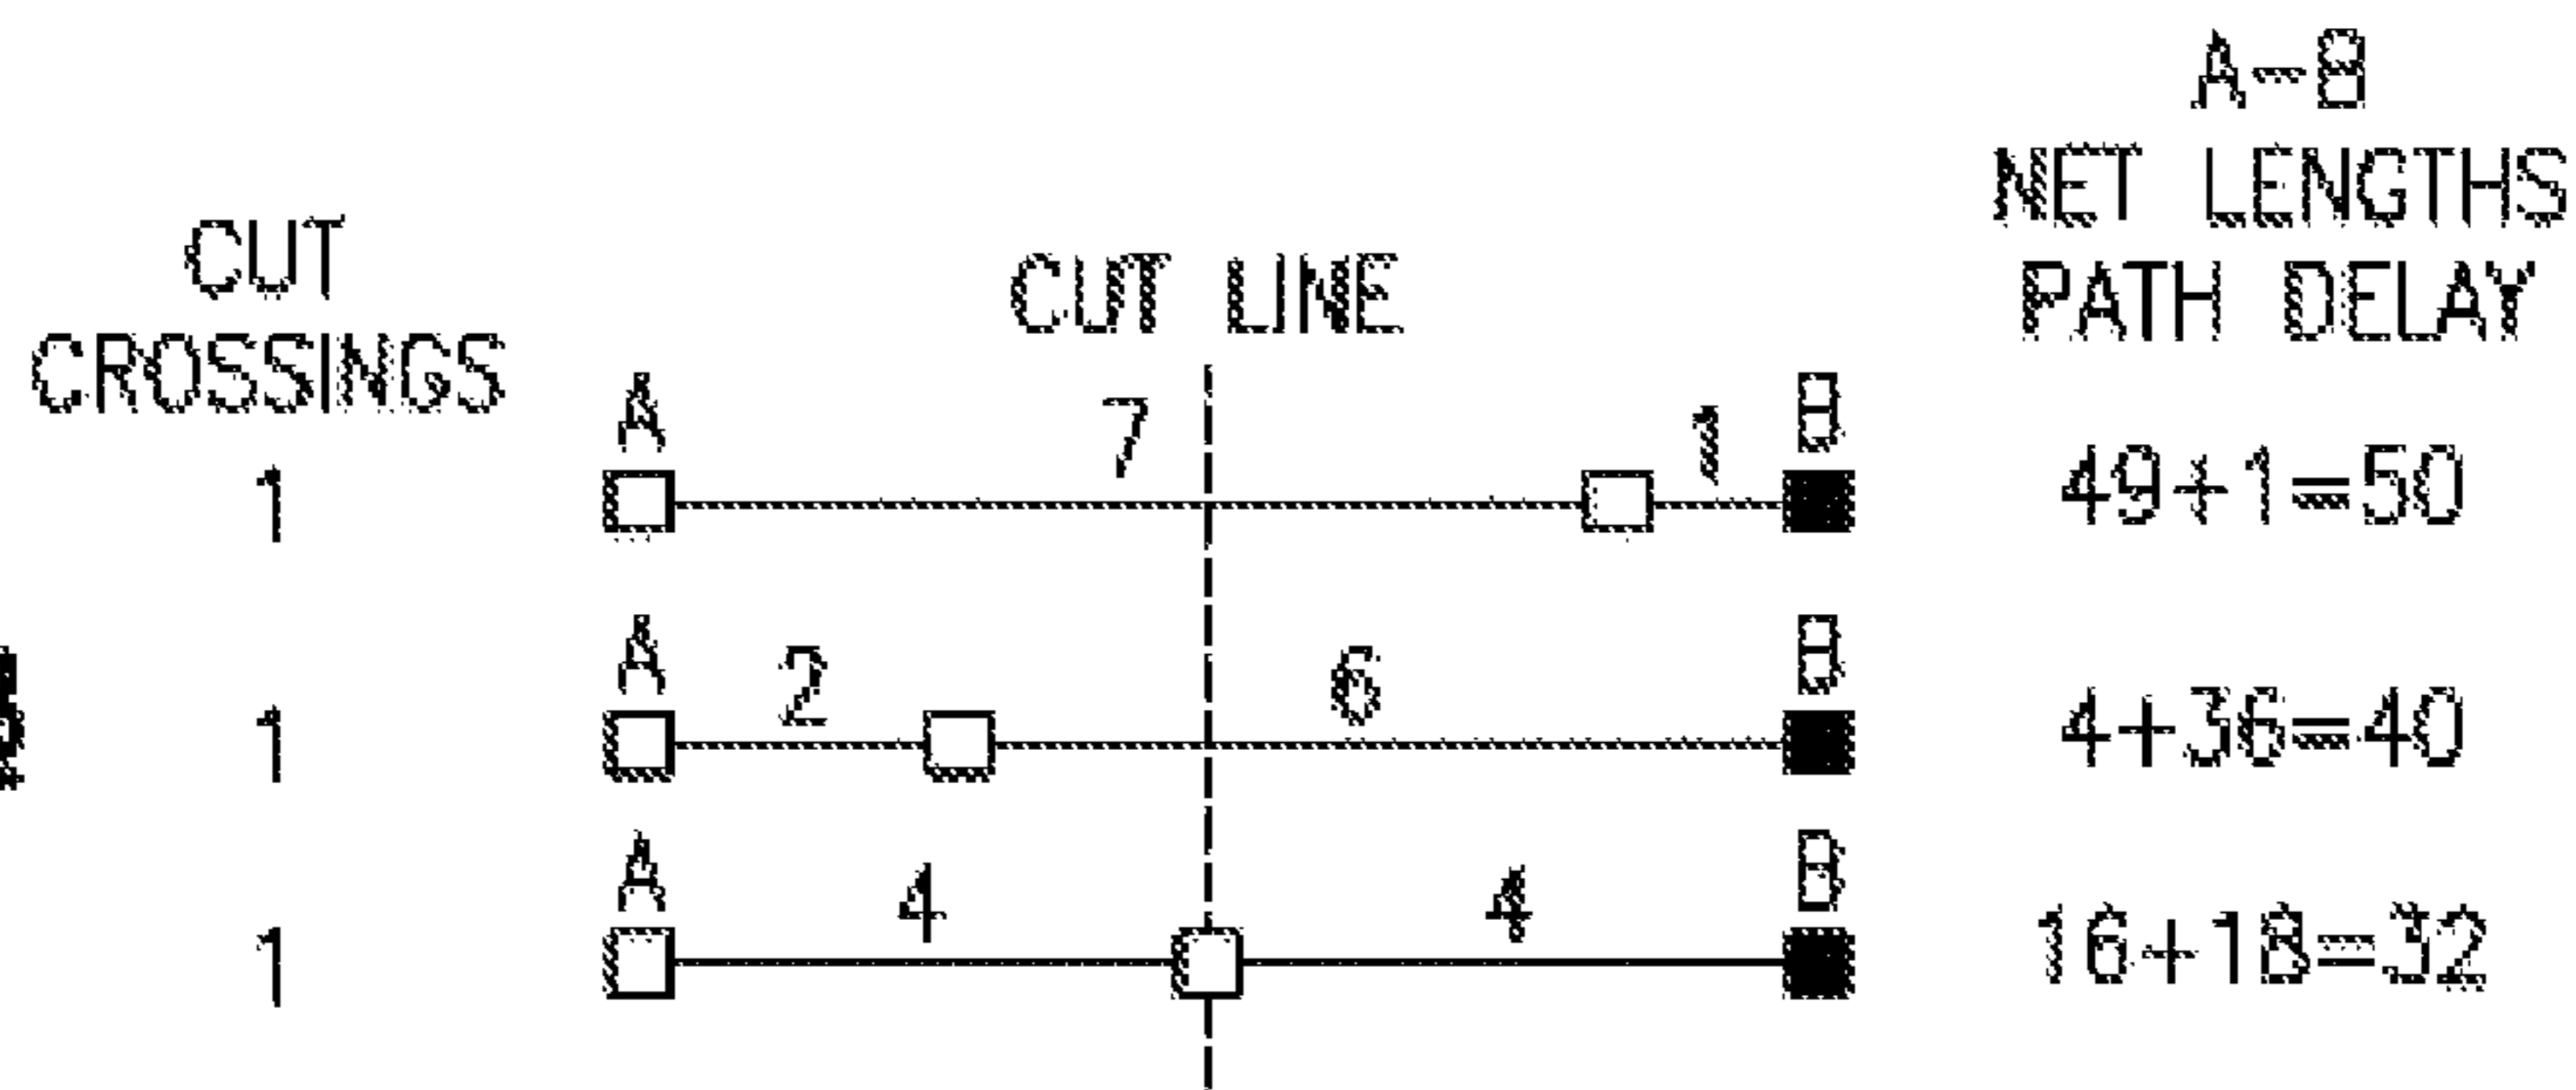 A-B
NET LENGTHS
PATH DELAY
CUT
CROSSINGS
CUT LINE
1 A 7 1 B 49+1=50
1 A 2 6 B 4+36=40
1 A 4 4 B 16+16=32